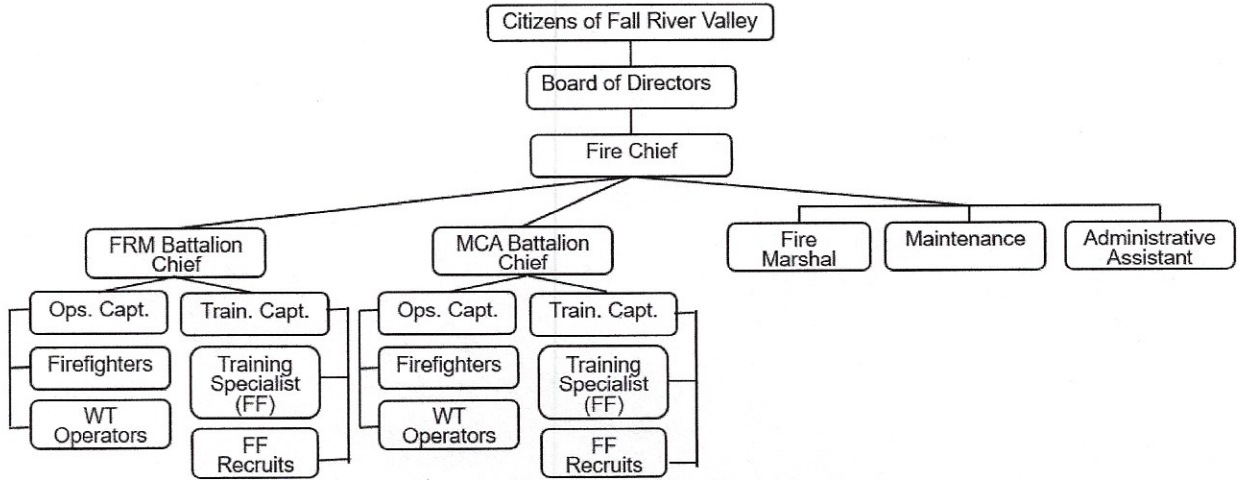 Citizens of Fall River Valley
Board of Directors
Fire Chief
FRM Battalion
Chief
MCA Battalion
Chief
Fire
Marshal
Maintenance
Administrative
Assistant
Ops. Capt.
Train. Capt.
Ops. Capt.
Train. Capt.
Firefighters
Training
Specialist
(FF)
Firefighters
Training
Specialist
(FF)
WT
Operators
FF
Recruits
WT
Operators
FF
Recruits